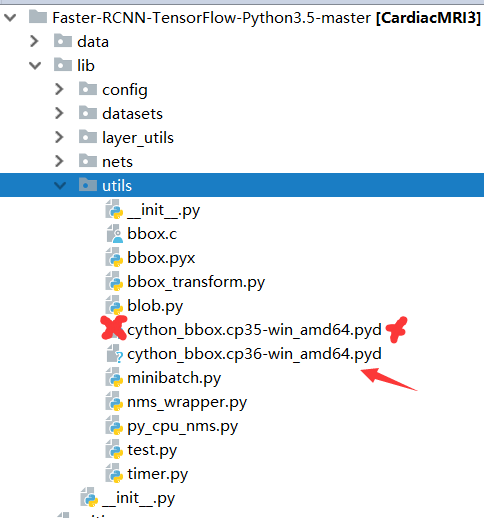 Faster-RCNN-TensorFlow-Python3.5-master [CardiacMRI3]
data
lib
config
datasets
layer_utils
nets
utils
__init__.py
bbox.c
bbox.pyx
bbox_transform.py
blob.py
cython_bbox.cp35-win_amd64.pyd
cython_bbox.cp36-win_amd64.pyd
minibatch.py
nms_wrapper.py
py_cpu_nms.py
test.py
timer.py
__init__.py